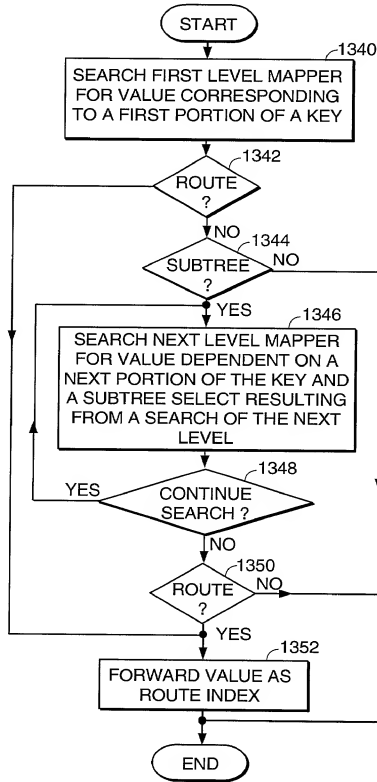 START
1340
SEARCH FIRST LEVEL MAPPER
FOR VALUE CORRESPONDING
TO A FIRST PORTION OF A KEY
1342
ROUTE
?
NO
1344
SUBTREE
?
NO
YES
1346
SEARCH NEXT LEVEL MAPPER
FOR VALUE DEPENDENT ON A
NEXT PORTION OF THE KEY AND
A SUBTREE SELECT RESULTING
FROM A SEARCH OF THE NEXT
LEVEL
1348
YES
CONTINUE
SEARCH ?
NO
1350
ROUTE
?
NO
YES
1352
FORWARD VALUE AS
ROUTE INDEX
END